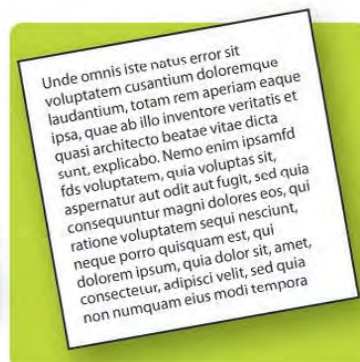 Unde omnis iste natus error sit
voluptatem cusantium doloremque
laudantium, totam rem aperiam eaque
ipsa, quae ab illo inventore veritatis et
quasi architecto beatae vitae dicta
sunt, explicabo. Nemo enim ipsamfd
fds voluptatem, quia voluptas sit,
aspernatur aut odit aut fugit, sed quia
consequuntur magni dolores eos, qui
ratione voluptatem sequi nesciunt,
neque porro quisquam est, qui
dolorem ipsum, quia dolor sit, amet,
consectetur, adipisci velit, sed quia
non numquam eius modi tempora